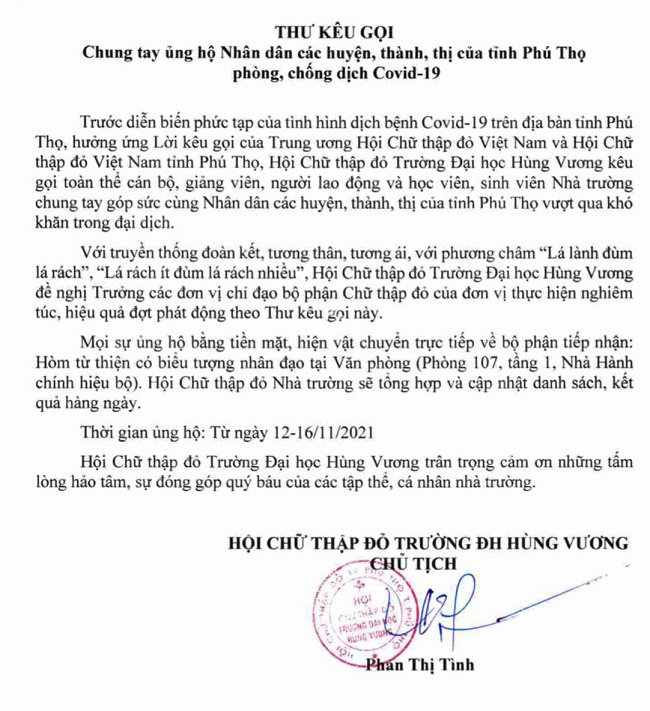 THƯ KÊU GỌI
Chung tay ủng hộ Nhân dân các huyện, thành, thị của tỉnh Phú Thọ
phòng, chống dịch Covid-19
Trước diễn biến phức tạp của tình hình dịch bệnh Covid-19 trên địa bàn tỉnh Phú
Thọ, hưởng ứng Lời kêu gọi của Trung ương Hội Chữ thập đỏ Việt Nam và Hội Chữ
thập đỏ Việt Nam tỉnh Phú Thọ, Hội Chữ thập đỏ Trường Đại học Hùng Vương kêu
gọi toàn thể cán bộ, giảng viên, người lao động và học viên, sinh viên Nhà trường
chung tay góp sức cùng Nhân dân các huyện, thành, thị của tỉnh Phú Thọ vượt qua khó
khăn trong đại dịch.
Với truyền thống đoàn kết, tương thân, tương ái, với phương châm “Lá lành đùm
lá rách”, “Lá rách ít đùm lá rách nhiều”, Hội Chữ thập đỏ Trường Đại học Hùng Vương
đề nghị Trưởng các đơn vị chỉ đạo bộ phận Chữ thập đỏ của đơn vị thực hiện nghiêm
túc, hiệu quả đợt phát động theo Thư kêu gọi này.
Mọi sự ủng hộ bằng tiền mặt, hiện vật chuyển trực tiếp về bộ phận tiếp nhận:
Hòm từ thiện có biểu tượng nhân đạo tại Văn phòng (Phòng 107, tầng 1, Nhà Hành
chính hiệu bộ). Hội Chữ thập đỏ Nhà trường sẽ tổng hợp và cập nhật danh sách, kết
quả hàng ngày.
Thời gian ủng hộ: Từ ngày 12-16/11/2021
Hội Chữ thập đỏ Trường Đại học Hùng Vương trân trọng cảm ơn những tấm
lòng hảo tâm, sự đóng góp quý báu của các tập thể, cá nhân nhà trường.
HỘI CHỮ THẬP ĐỎ TRƯỜNG ĐH HÙNG VƯƠNG
CHỦ TỊCH
HỘI CHỮ THẬP ĐỎ TX PHÚ THỌ T. PHÚ THỌ
HỘI
CHỮ THẬP ĐỎ
TRƯỜNG ĐẠI HỌC
HÙNG VƯƠNG
Phan Thị Tình